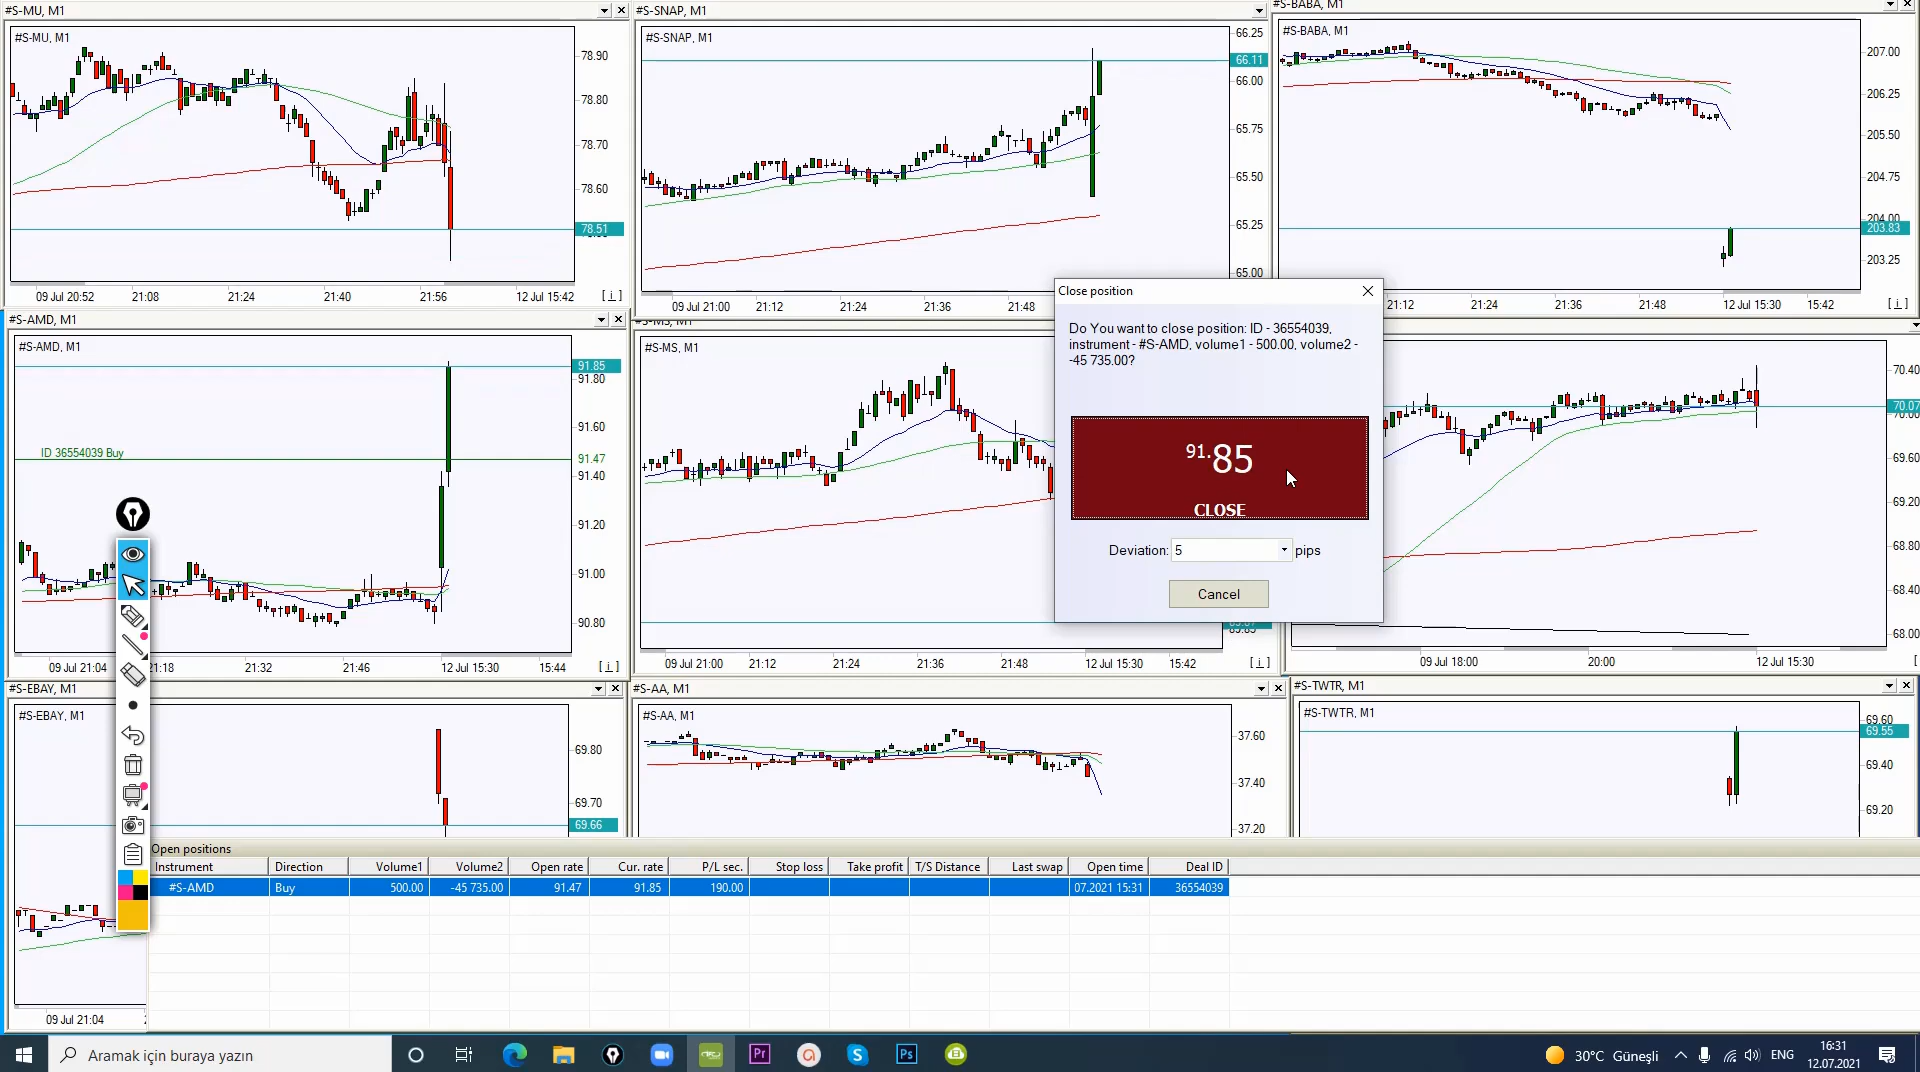 #S-MU, M1
#S-MU, M1
78.90
78.80
78.70
78.60
78.51
09 Jul 20:52
21:08
21:24
21:40
21:56
12 Jul 15:42
#S-SNAP, M1
#S-SNAP, M1
66.25
66.11
66.00
65.75
65.50
65.25
65.00
09 Jul 21:00
21:12
21:24
21:36
21:48
#S-BABA, M1
#S-BABA, M1
207.00
206.25
205.50
204.75
204.00
203.83
203.25
21:12
21:24
21:36
21:48
12 Jul 15:30
15:42
#S-AMD, M1
#S-AMD, M1
91.85
91.80
91.60
ID 36554039 Buy
91.47
91.40
91.20
91.00
90.80
09 Jul 21:04
21:18
21:32
21:46
12 Jul 15:30
15:44
#S-MS, M1
#S-MS, M1
09 Jul 21:00
21:12
21:24
21:36
21:48
12 Jul 15:30
15:42
Close position
Do You want to close position: ID - 36554039,
instrument - #S-AMD, volume1 - 500.00, volume2 -
-45 735.00?
91.85
CLOSE
Deviation: 5 pips
Cancel
70.40
70.07
70.00
69.60
69.20
68.80
68.40
68.00
09 Jul 18:00
20:00
12 Jul 15:30
#S-EBAY, M1
#S-EBAY, M1
69.80
69.70
69.66
09 Jul 21:04
#S-AA, M1
#S-AA, M1
37.60
37.40
37.20
#S-TWTR, M1
#S-TWTR, M1
69.60
69.55
69.40
69.20
Open positions
Instrument Direction Volume1 Volume2 Open rate Cur. rate P/L sec. Stop loss Take profit T/S Distance Last swap Open time Deal ID
#S-AMD Buy 500.00 -45 735.00 91.47 91.85 190.00 07.2021 15:31 36554039
Aramak için buraya yazın
Pr
Ps
30°C Güneşli
ENG
16:31
12.07.2021